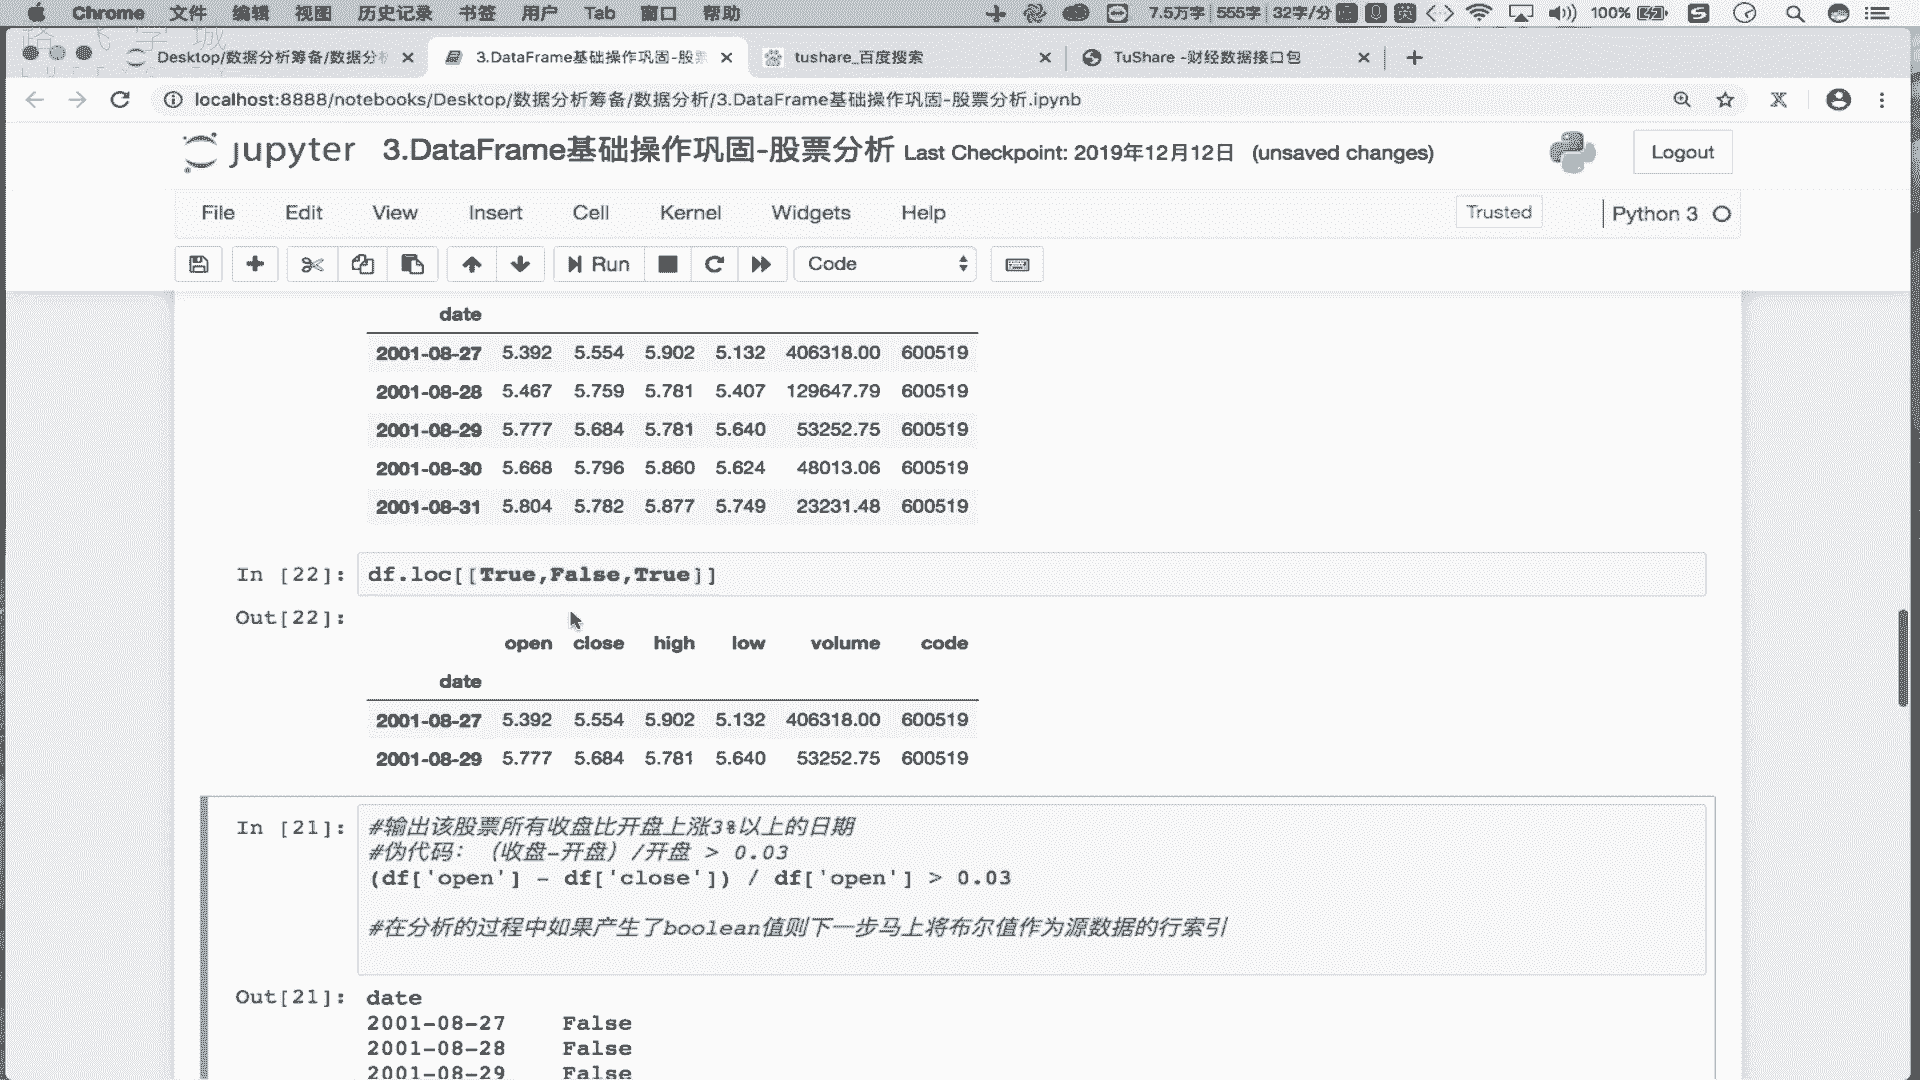 Chrome 文件 编辑 视图 历史记录 书签 用户 Tab 窗口 帮助 7.5万字 555字 32字/分 100%
Desktop/数据分析筹备/数据分析 3.DataFrame基础操作巩固-股票 tushare_百度搜索 TuShare -财经数据接口包
localhost:8888/notebooks/Desktop/数据分析筹备/数据分析/3.DataFrame基础操作巩固-股票分析.ipynb
jupyter 3.DataFrame基础操作巩固-股票分析 Last Checkpoint: 2019年12月12日 (unsaved changes) Logout
File Edit View Insert Cell Kernel Widgets Help Trusted Python 3
Run Code
date
2001-08-27 5.392 5.554 5.902 5.132 406318.00 600519
2001-08-28 5.467 5.759 5.781 5.407 129647.79 600519
2001-08-29 5.777 5.684 5.781 5.640 53252.75 600519
2001-08-30 5.668 5.796 5.860 5.624 48013.06 600519
2001-08-31 5.804 5.782 5.877 5.749 23231.48 600519
In [22]: df.loc[[True,False,True]]
Out[22]:
open close high low volume code
date
2001-08-27 5.392 5.554 5.902 5.132 406318.00 600519
2001-08-29 5.777 5.684 5.781 5.640 53252.75 600519
In [21]: #输出该股票所有收盘比开盘上涨3%以上的日期
#伪代码：（收盘-开盘）/开盘 > 0.03
(df['open'] - df['close']) / df['open'] > 0.03
#在分析的过程中如果产生了boolean值则下一步马上将布尔值作为源数据的行索引
Out[21]: date
2001-08-27 False
2001-08-28 False
2001-08-29 False